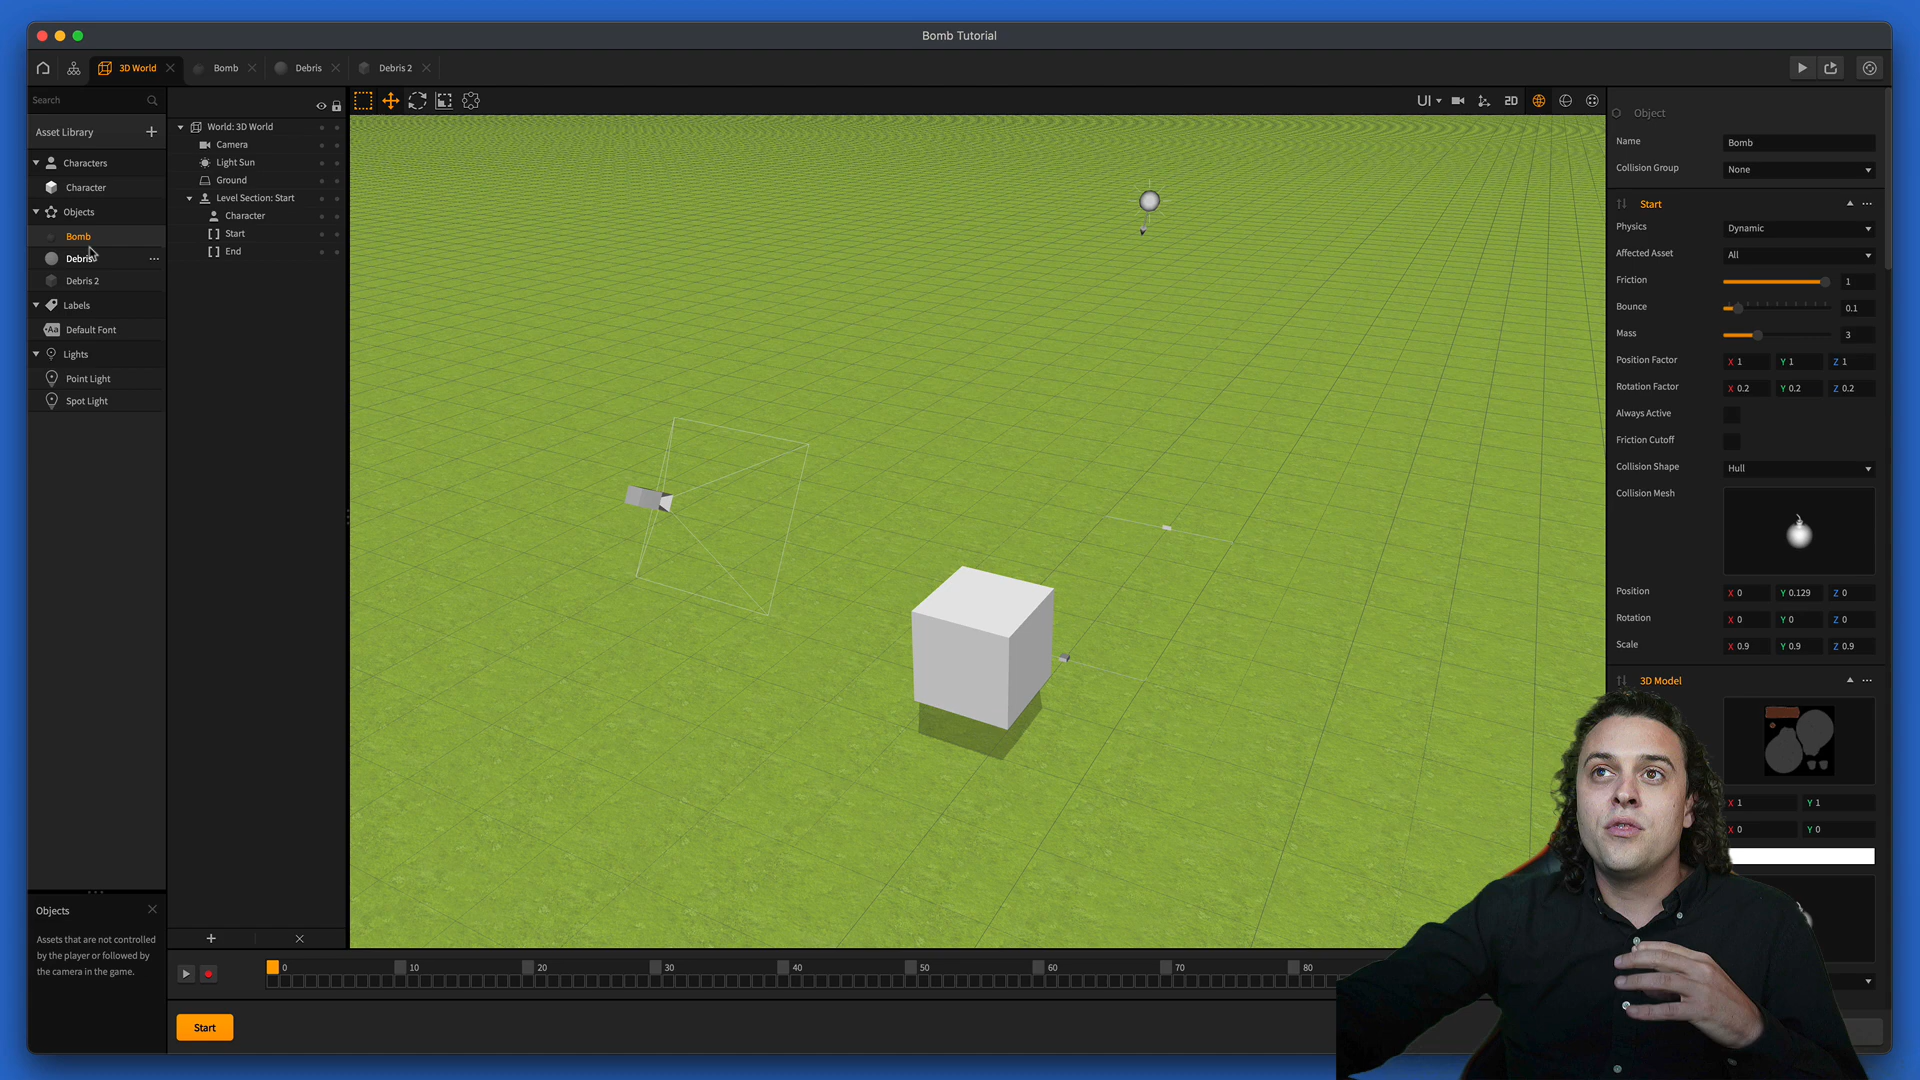 Bomb Tutorial
3D World
Bomb
Debris
Debris 2
Search
UI
2D
Asset Library
Characters
Character
Objects
Bomb
Debris
Debris 2
Labels
Aa
Default Font
Lights
Point Light
Spot Light
World: 3D World
Camera
Light Sun
Ground
Level Section: Start
Character
Start
End
Object
Name
Bomb
Collision Group
None
Start
Physics
Dynamic
Affected Asset
All
Friction
1
Bounce
0.1
Mass
3
Position Factor
X 1 Y 1 Z 1
Rotation Factor
X 0.2 Y 0.2 Z 0.2
Always Active
Friction Cutoff
Collision Shape
Hull
Collision Mesh
Position
X 0 Y 0.129 Z 0
Rotation
X 0 Y 0 Z 0
Scale
X 0.9 Y 0.9 Z 0.9
3D Model
X 1 Y 1
X 0 Y 0
Objects
Assets that are not controlled
by the player or followed by
the camera in the game.
0 10 20 30 40 50 60 70 80
Start